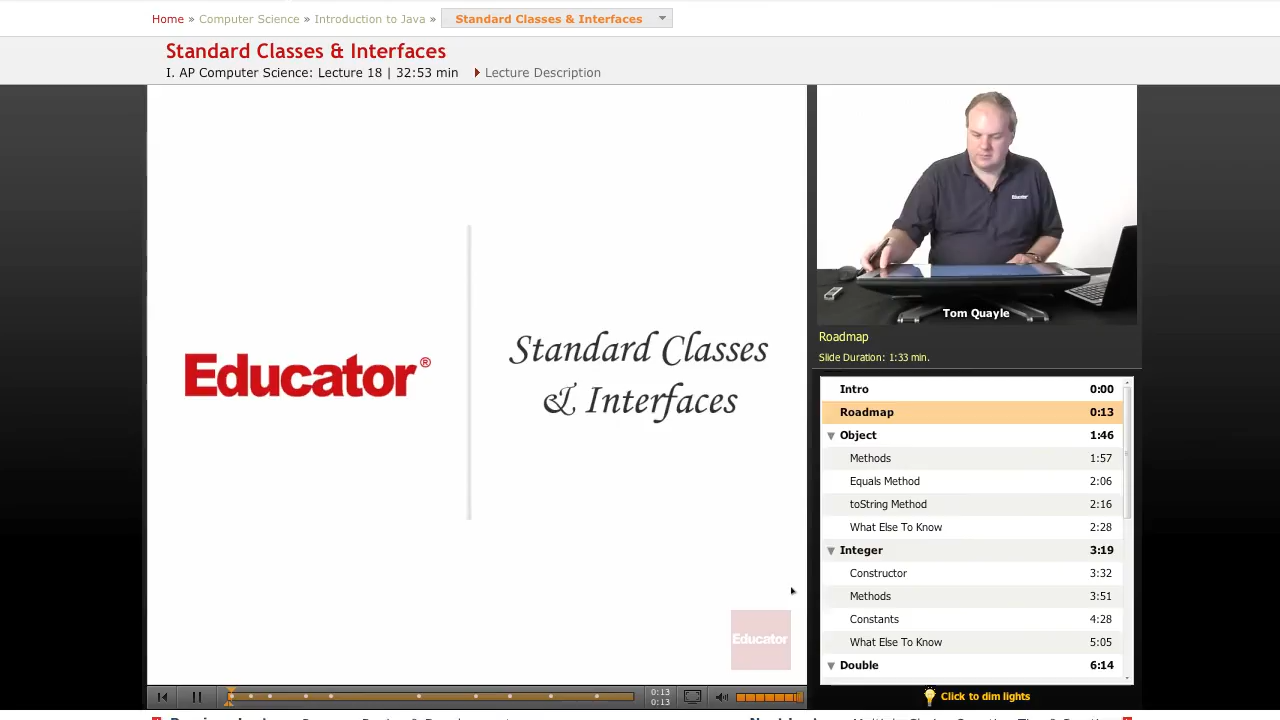 Home » Computer Science » Introduction to Java » Standard Classes & Interfaces
Standard Classes & Interfaces
I. AP Computer Science: Lecture 18 | 32:53 min Lecture Description
Educator®
Standard Classes
& Interfaces
Educator
Educator
Tom Quayle
Roadmap
Slide Duration: 1:33 min.
Intro 0:00
Roadmap 0:13
Object 1:46
Methods 1:57
Equals Method 2:06
toString Method 2:16
What Else To Know 2:28
Integer 3:19
Constructor 3:32
Methods 3:51
Constants 4:28
What Else To Know 5:05
Double 6:14
0:13
0:13
Click to dim lights